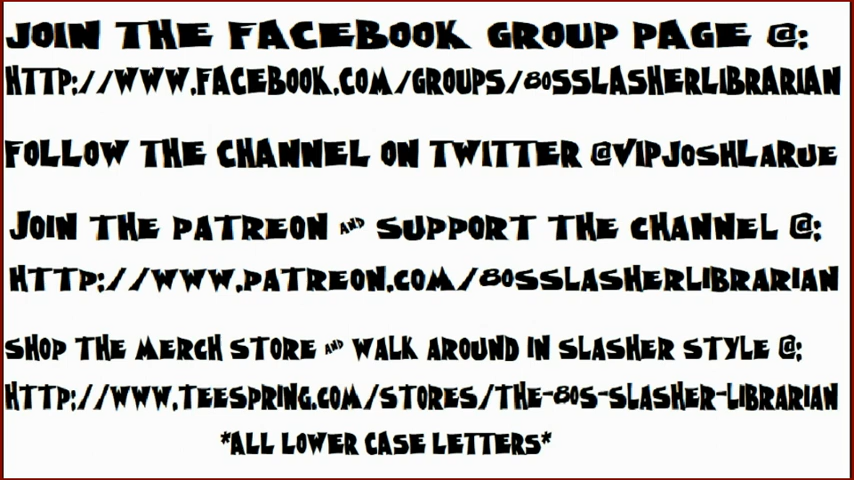 JOIN THE FACEBOOK GROUP PAGE @:
HTTP://WWW.FACEBOOK.COM/GROUPS/80SSLASHERLIBRARIAN
FOLLOW THE CHANNEL ON TWITTER @VIPJOSHLARUE
JOIN THE PATREON AND SUPPORT THE CHANNEL @:
HTTP://WWW.PATREON.COM/80SSLASHERLIBRARIAN
SHOP THE MERCH STORE AND WALK AROUND IN SLASHER STYLE @:
HTTP://WWW.TEESPRING.COM/STORES/THE-80S-SLASHER-LIBRARIAN
*ALL LOWER CASE LETTERS*